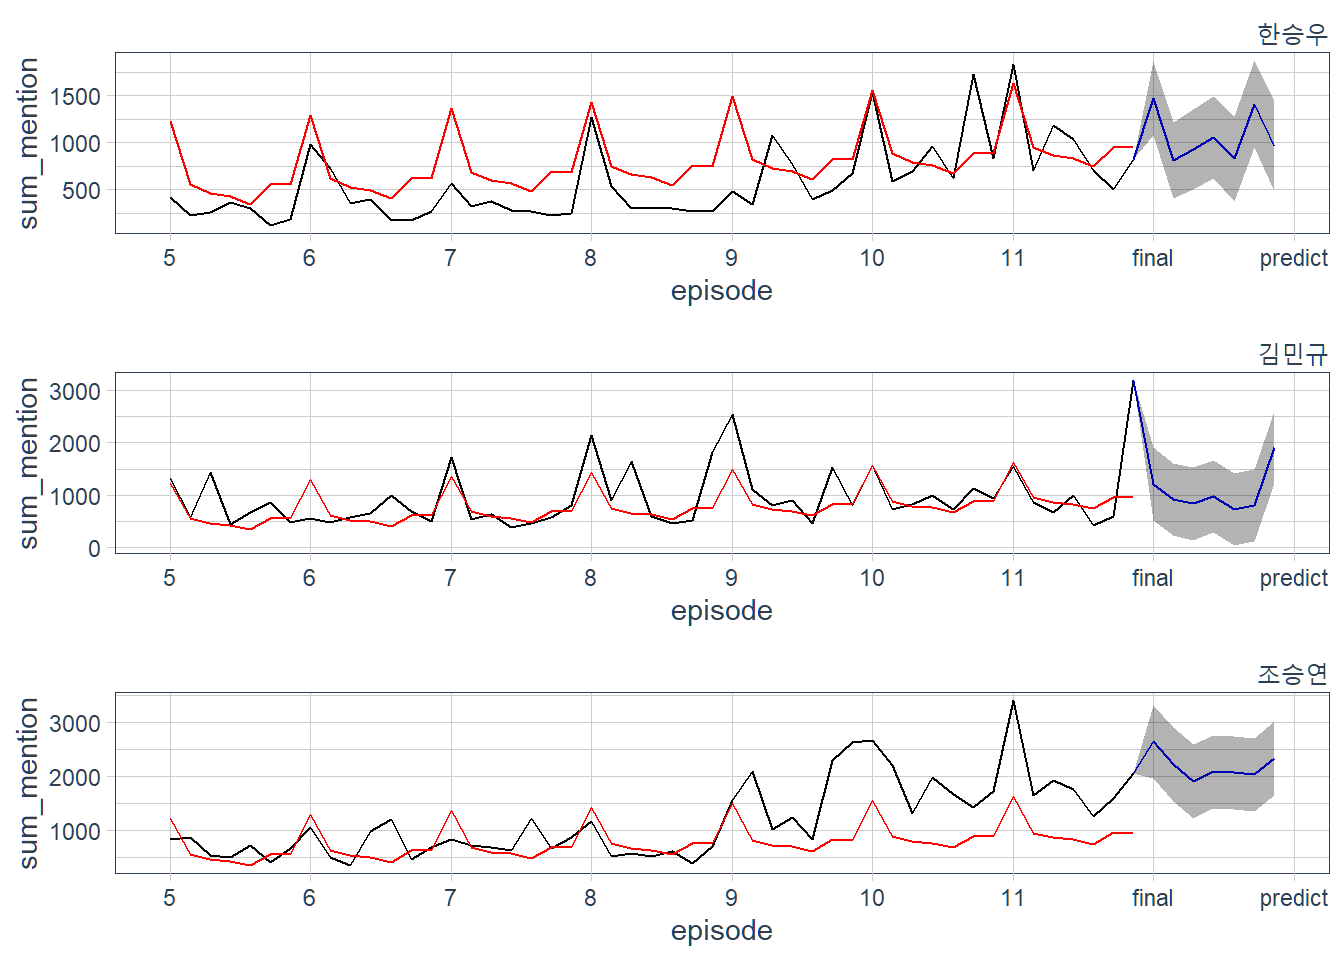 한승우
sum_mention
1500
1000
500
5 6 7 8 9 10 11 final predict
episode
김민규
sum_mention
3000
2000
1000
0
5 6 7 8 9 10 11 final predict
episode
조승연
sum_mention
3000
2000
1000
5 6 7 8 9 10 11 final predict
episode